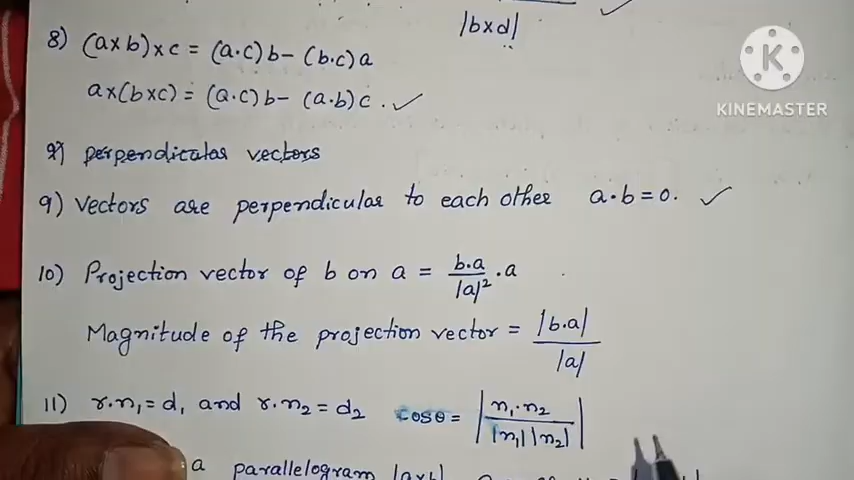 |b×d|
KINEMASTER
8) (a×b)×c = (a·c)b- (b·c)a
a×(b×c) = (a·c)b- (a·b)c.
9) perpendicular vectors
9) vectors are perpendicular to each other a·b=0.
10) Projection vector of b on a = b·a/|a|² · a
Magnitude of the projection vector = |b·a|/|a|
11) r·n₁=d, and r·n₂=d₂ cosθ = |n₁·n₂/|n₁||n₂||
a parallelogram |a×b|